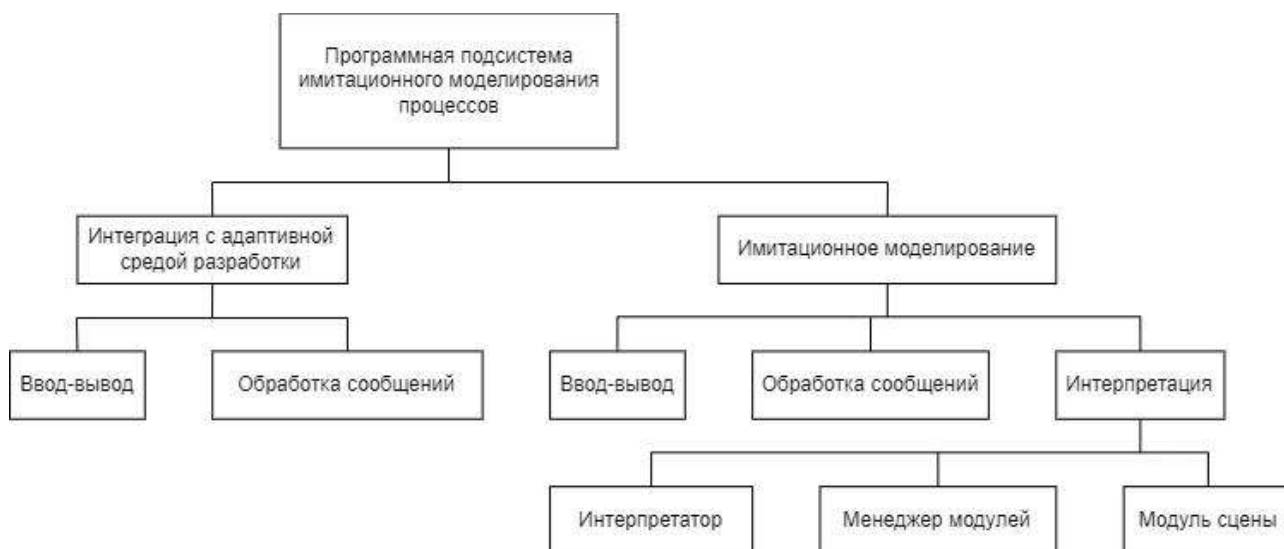 Программная подсистема
имитационного моделирования
процессов
Интеграция с адаптивной
средой разработки
Имитационное моделирование
Ввод-вывод
Обработка сообщений
Ввод-вывод
Обработка сообщений
Интерпретация
Интерпретатор
Менеджер модулей
Модуль сцены